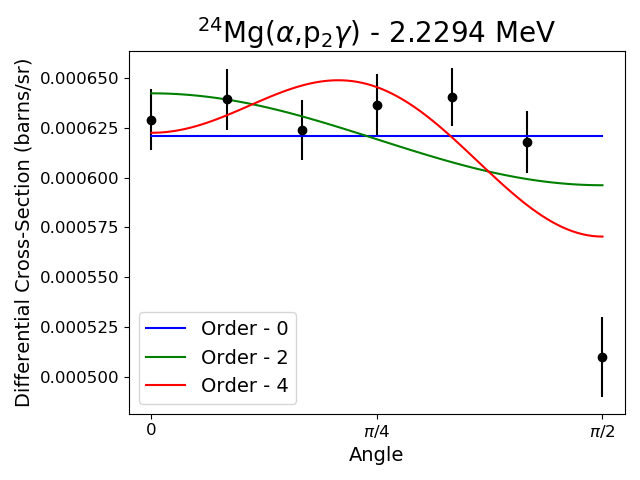 ²⁴Mg(α,p₂γ) - 2.2294 MeV
Differential Cross-Section (barns/sr)
0.000650
0.000625
0.000600
0.000575
0.000550
0.000525
0.000500
Order - 0
Order - 2
Order - 4
0
π/4
π/2
Angle